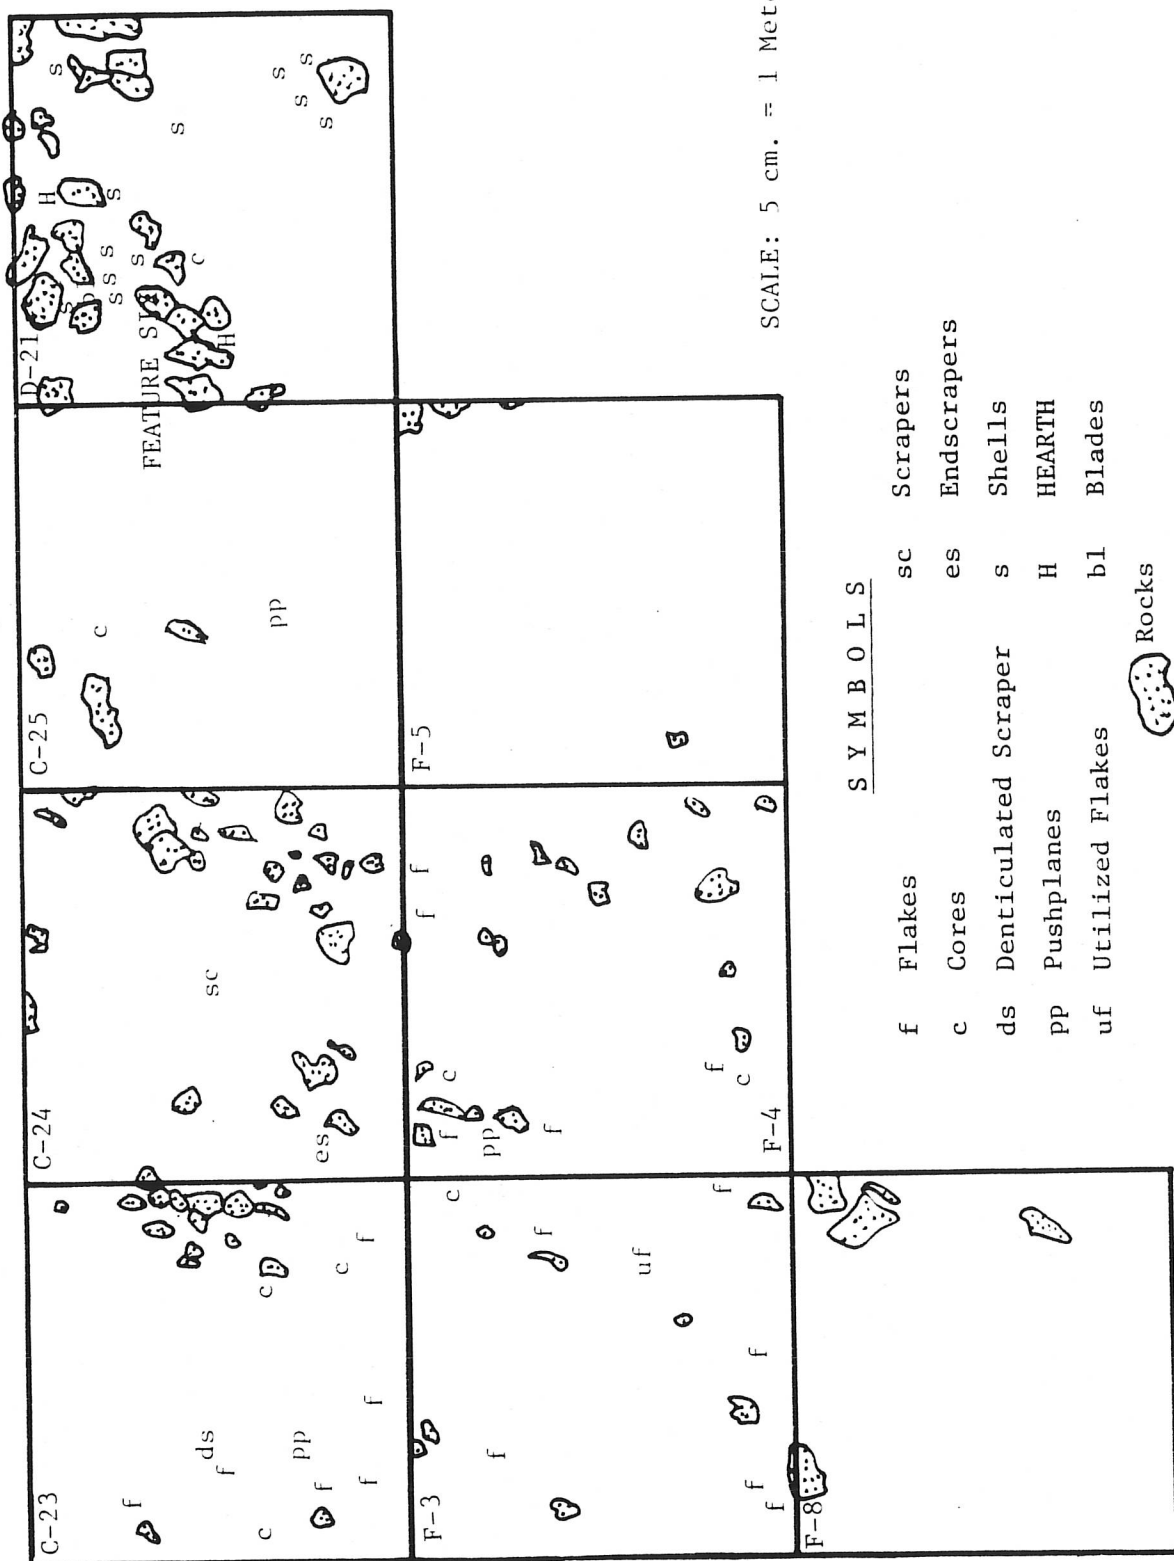 C-23
f
ds
f
c
c
pp
f
c
f
f
f
C-24
sc
es
C-25
c
pp
D-21
H
s
s
s
s
s
s
s
FEATURE
s
c
H
s
s
s
s
F-3
c
f
f
uf
f
f
f
f
f
f
c
f
pp
f
f
c
F-4
F-5
F-8
SCALE: 5 cm. = 1 Mete
S Y M B O L S
f Flakes sc Scrapers
c Cores es Endscrapers
ds Denticulated Scraper s Shells
pp Pushplanes H HEARTH
uf Utilized Flakes bl Blades
Rocks